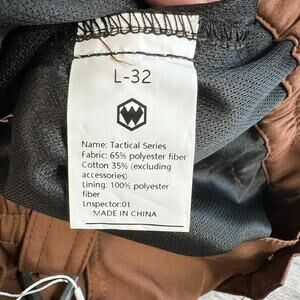 L-32
Name: Tactical Series
Fabric: 65% polyester fiber
Cotton 35% (excluding
accessories)
Lining: 100% polyester
fiber
Lnspector:01
MADE IN CHINA